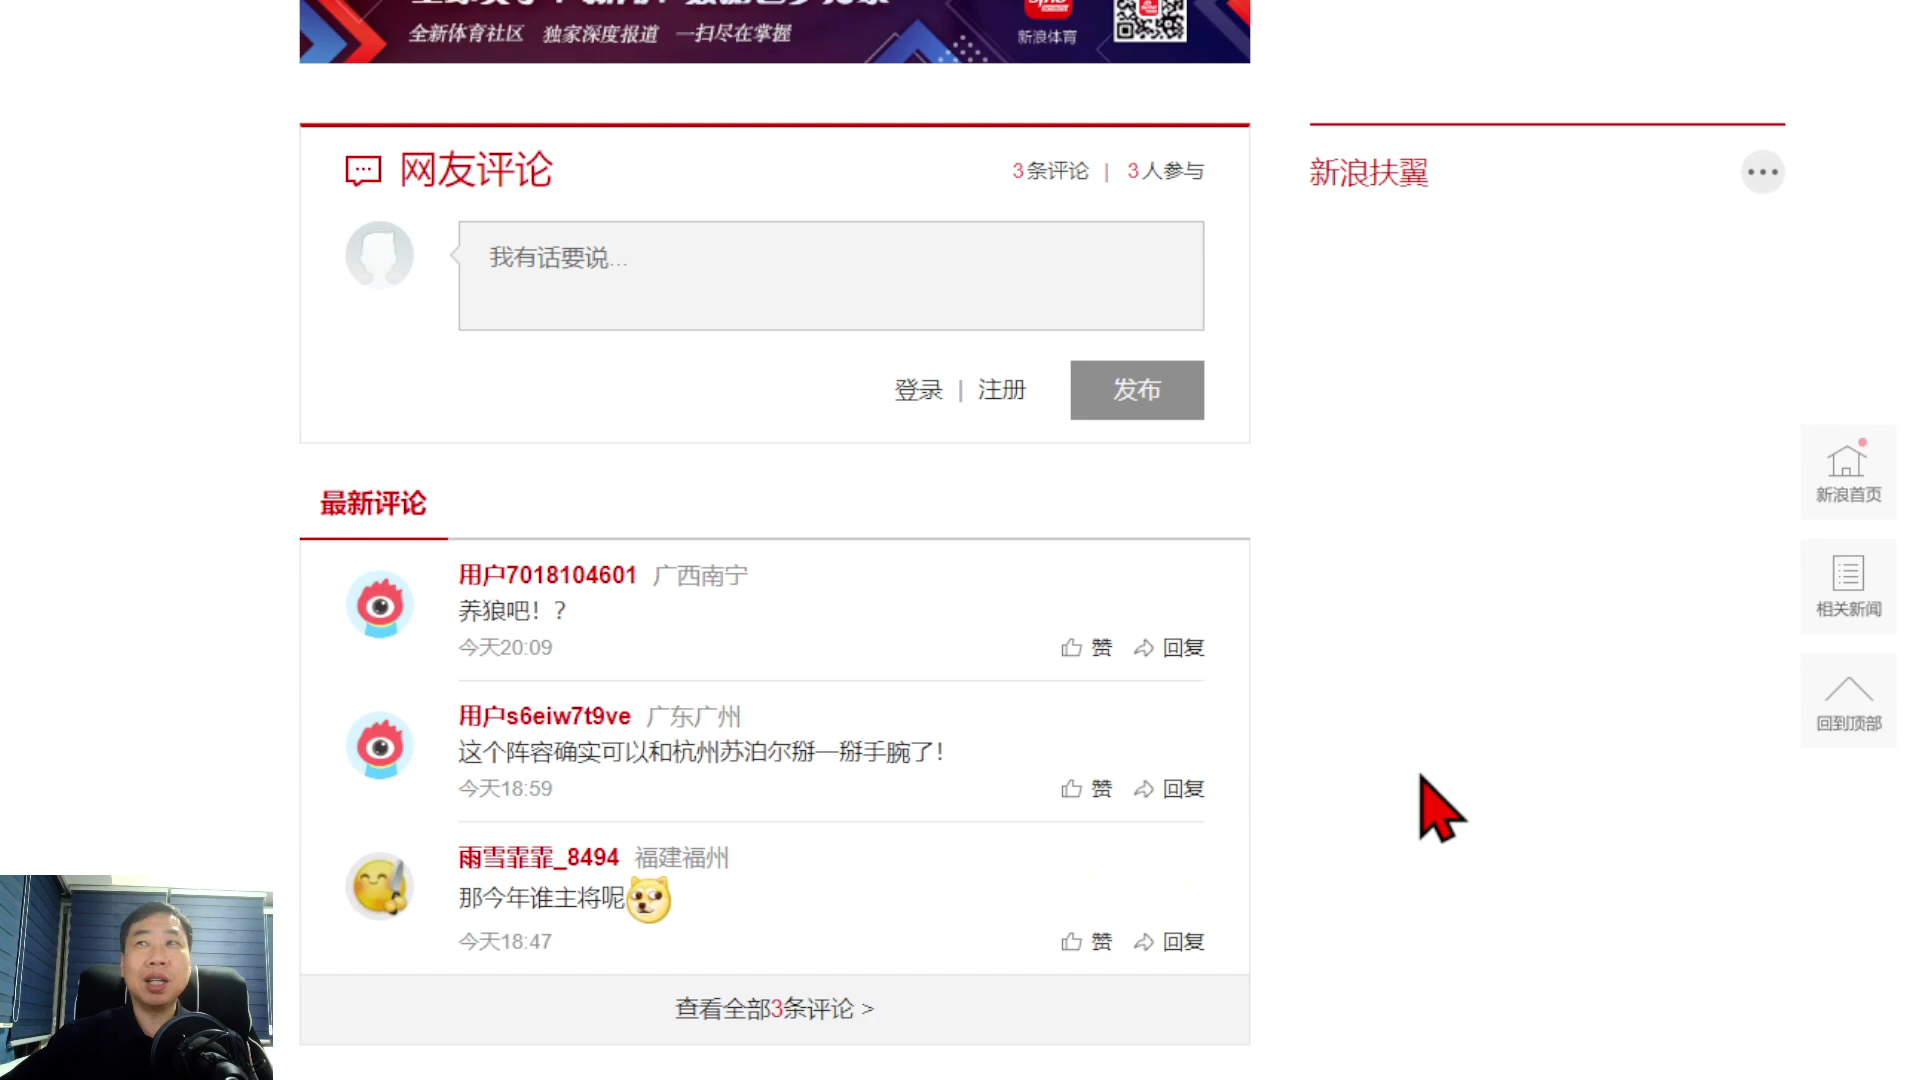 全新体育社区 独家深度报道 一扫尽在掌握
新浪体育
网友评论
3条评论 | 3人参与
我有话要说...
登录 | 注册
发布
新浪扶翼
最新评论
用户7018104601 广西南宁
养狼吧！？
今天20:09
赞 回复
用户s6eiw7t9ve 广东广州
这个阵容确实可以和杭州苏泊尔掰一掰手腕了！
今天18:59
赞 回复
雨雪霏霏_8494 福建福州
那今年谁主将呢
今天18:47
赞 回复
查看全部3条评论 >
新浪首页
相关新闻
回到顶部